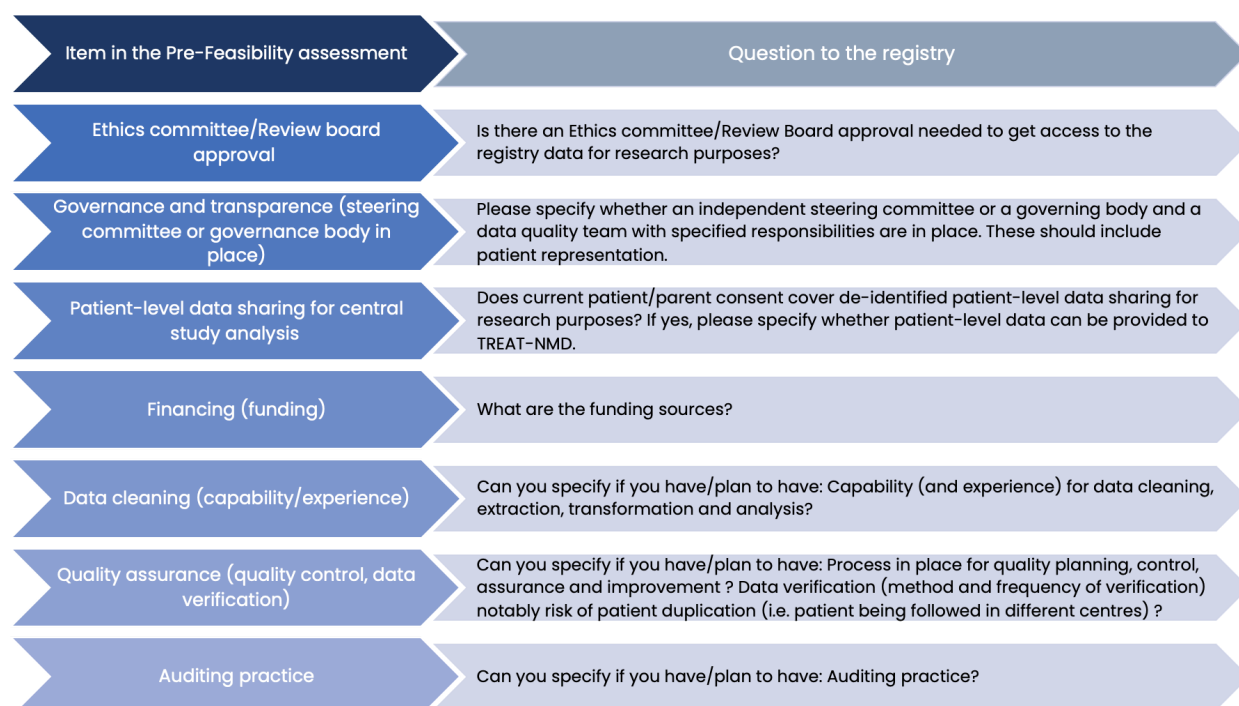 Item in the Pre-Feasibility assessment
Question to the registry
Ethics committee/Review board
approval
Is there an Ethics committee/Review Board approval needed to get access to the
registry data for research purposes?
Governance and transparence (steering
committee or governance body in
place)
Please specify whether an independent steering committee or a governing body and a
data quality team with specified responsibilities are in place. These should include
patient representation.
Patient-level data sharing for central
study analysis
Does current patient/parent consent cover de-identified patient-level data sharing for
research purposes? If yes, please specify whether patient-level data can be provided to
TREAT-NMD.
Financing (funding)
What are the funding sources?
Data cleaning (capability/experience)
Can you specify if you have/plan to have: Capability (and experience) for data cleaning,
extraction, transformation and analysis?
Quality assurance (quality control, data
verification)
Can you specify if you have/plan to have: Process in place for quality planning, control,
assurance and improvement ? Data verification (method and frequency of verification)
notably risk of patient duplication (i.e. patient being followed in different centres) ?
Auditing practice
Can you specify if you have/plan to have: Auditing practice?